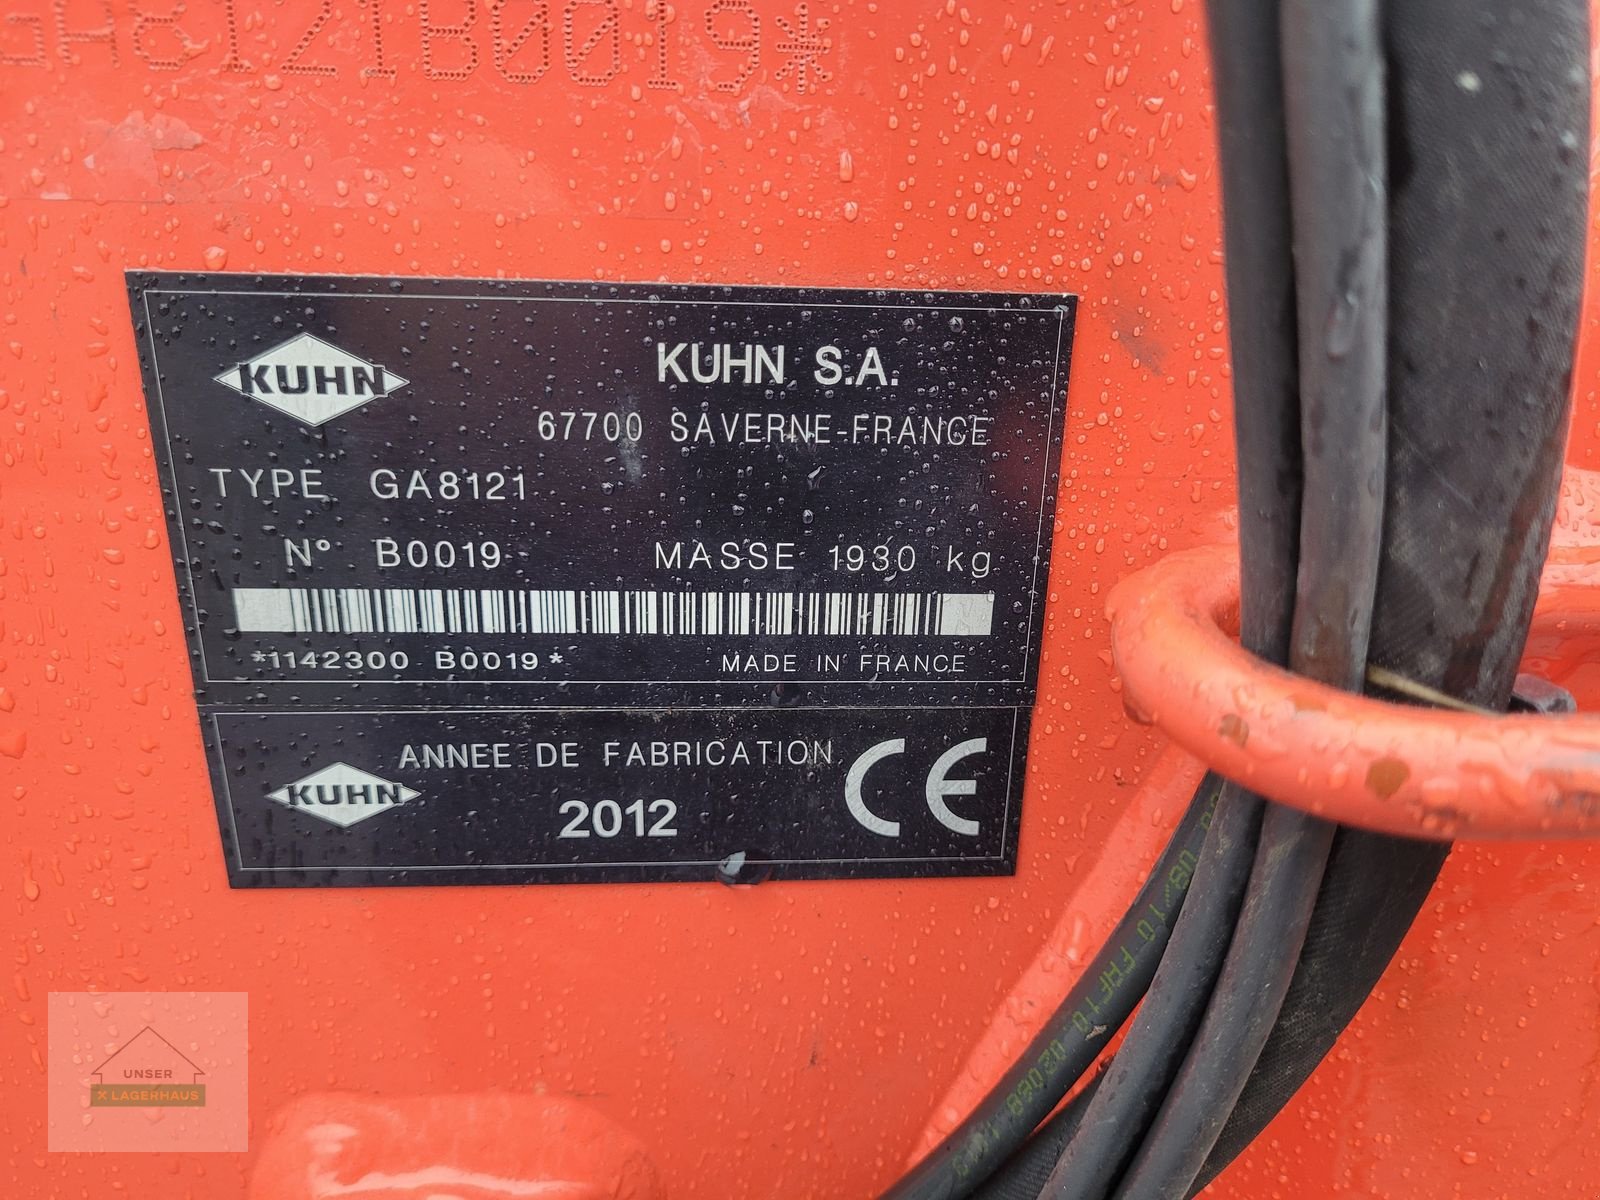 GA8121B0019*
KUHN
KUHN S.A.
67700 SAVERNE-FRANCE
TYPE GA8121
N° B0019 MASSE 1930 kg
*1142300 B0019*
MADE IN FRANCE
KUHN
ANNEE DE FABRICATION
2012
CE
UNSER
X LAGERHAUS